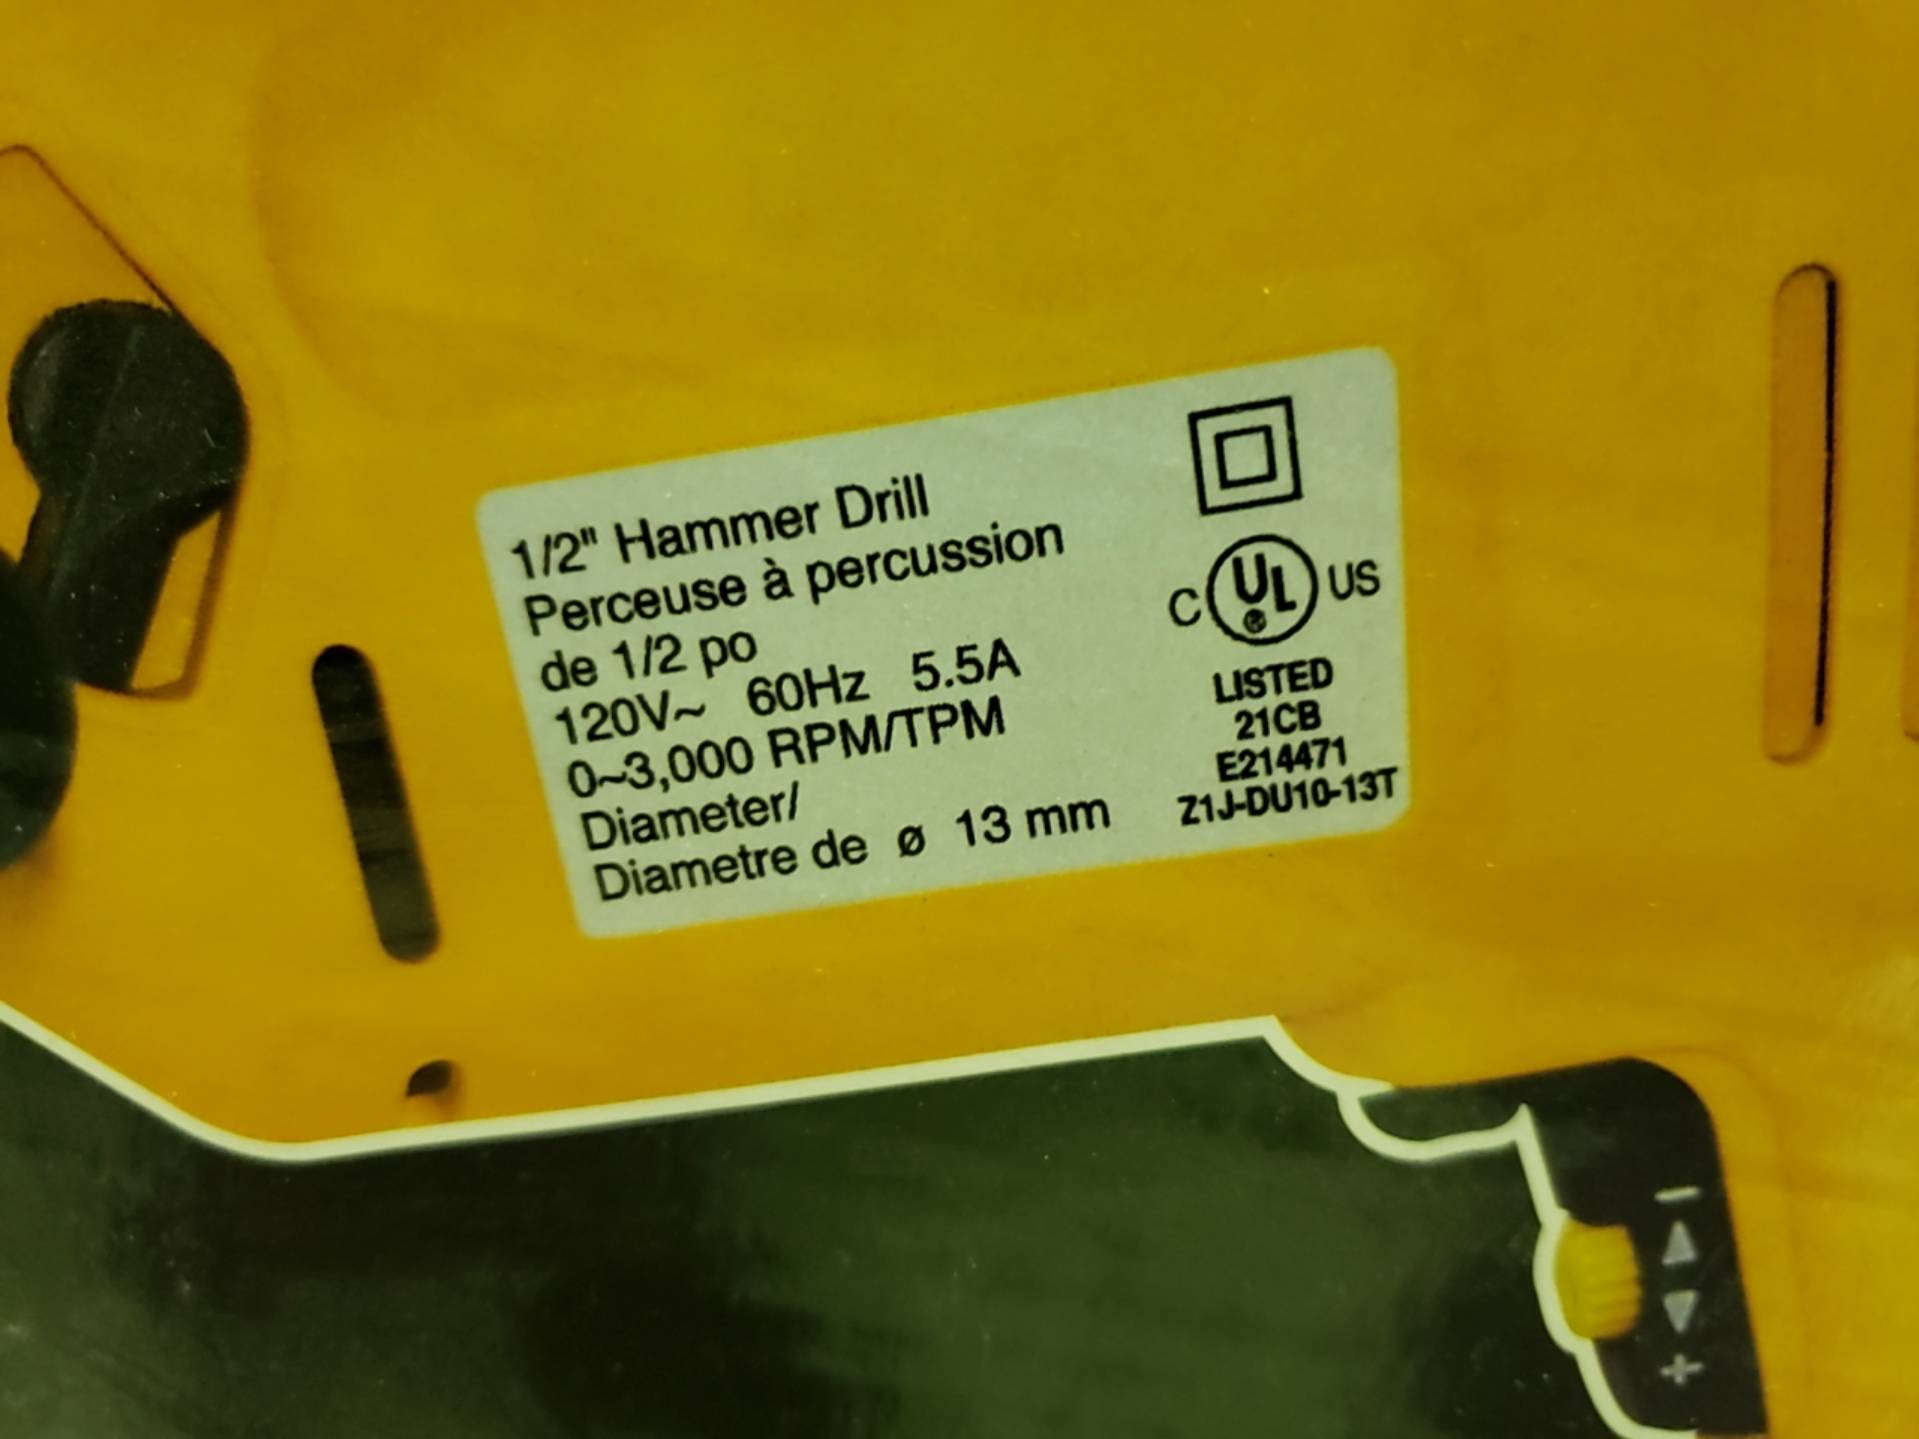 1/2" Hammer Drill
Perceuse à percussion
de 1/2 po
120V~ 60Hz 5.5A
0~3,000 RPM/TPM
Diameter/
Diametre de ø 13 mm
C UL ® US
LISTED
21CB
E214471
Z1J-DU10-13T
−
+